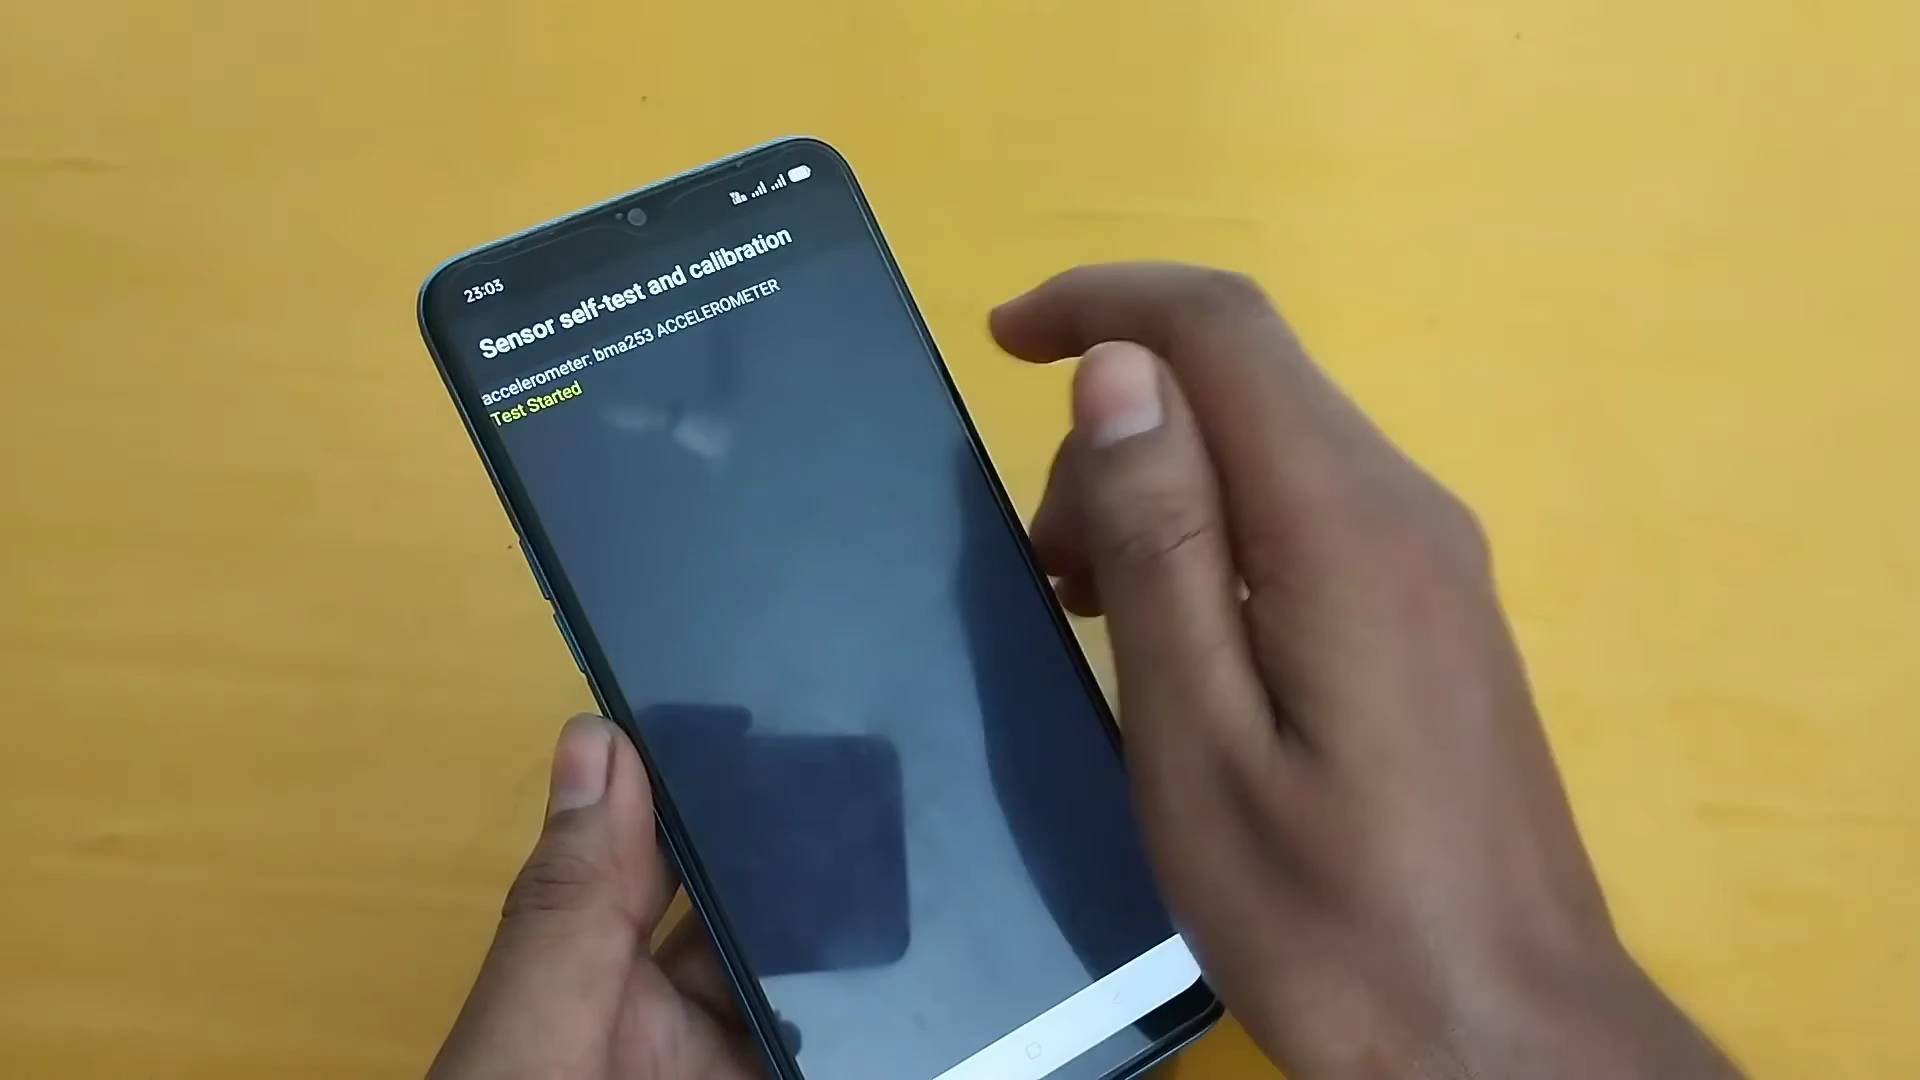 23:03
Sensor self-test and calibration
accelerometer: bma253 ACCELEROMETER
Test Started